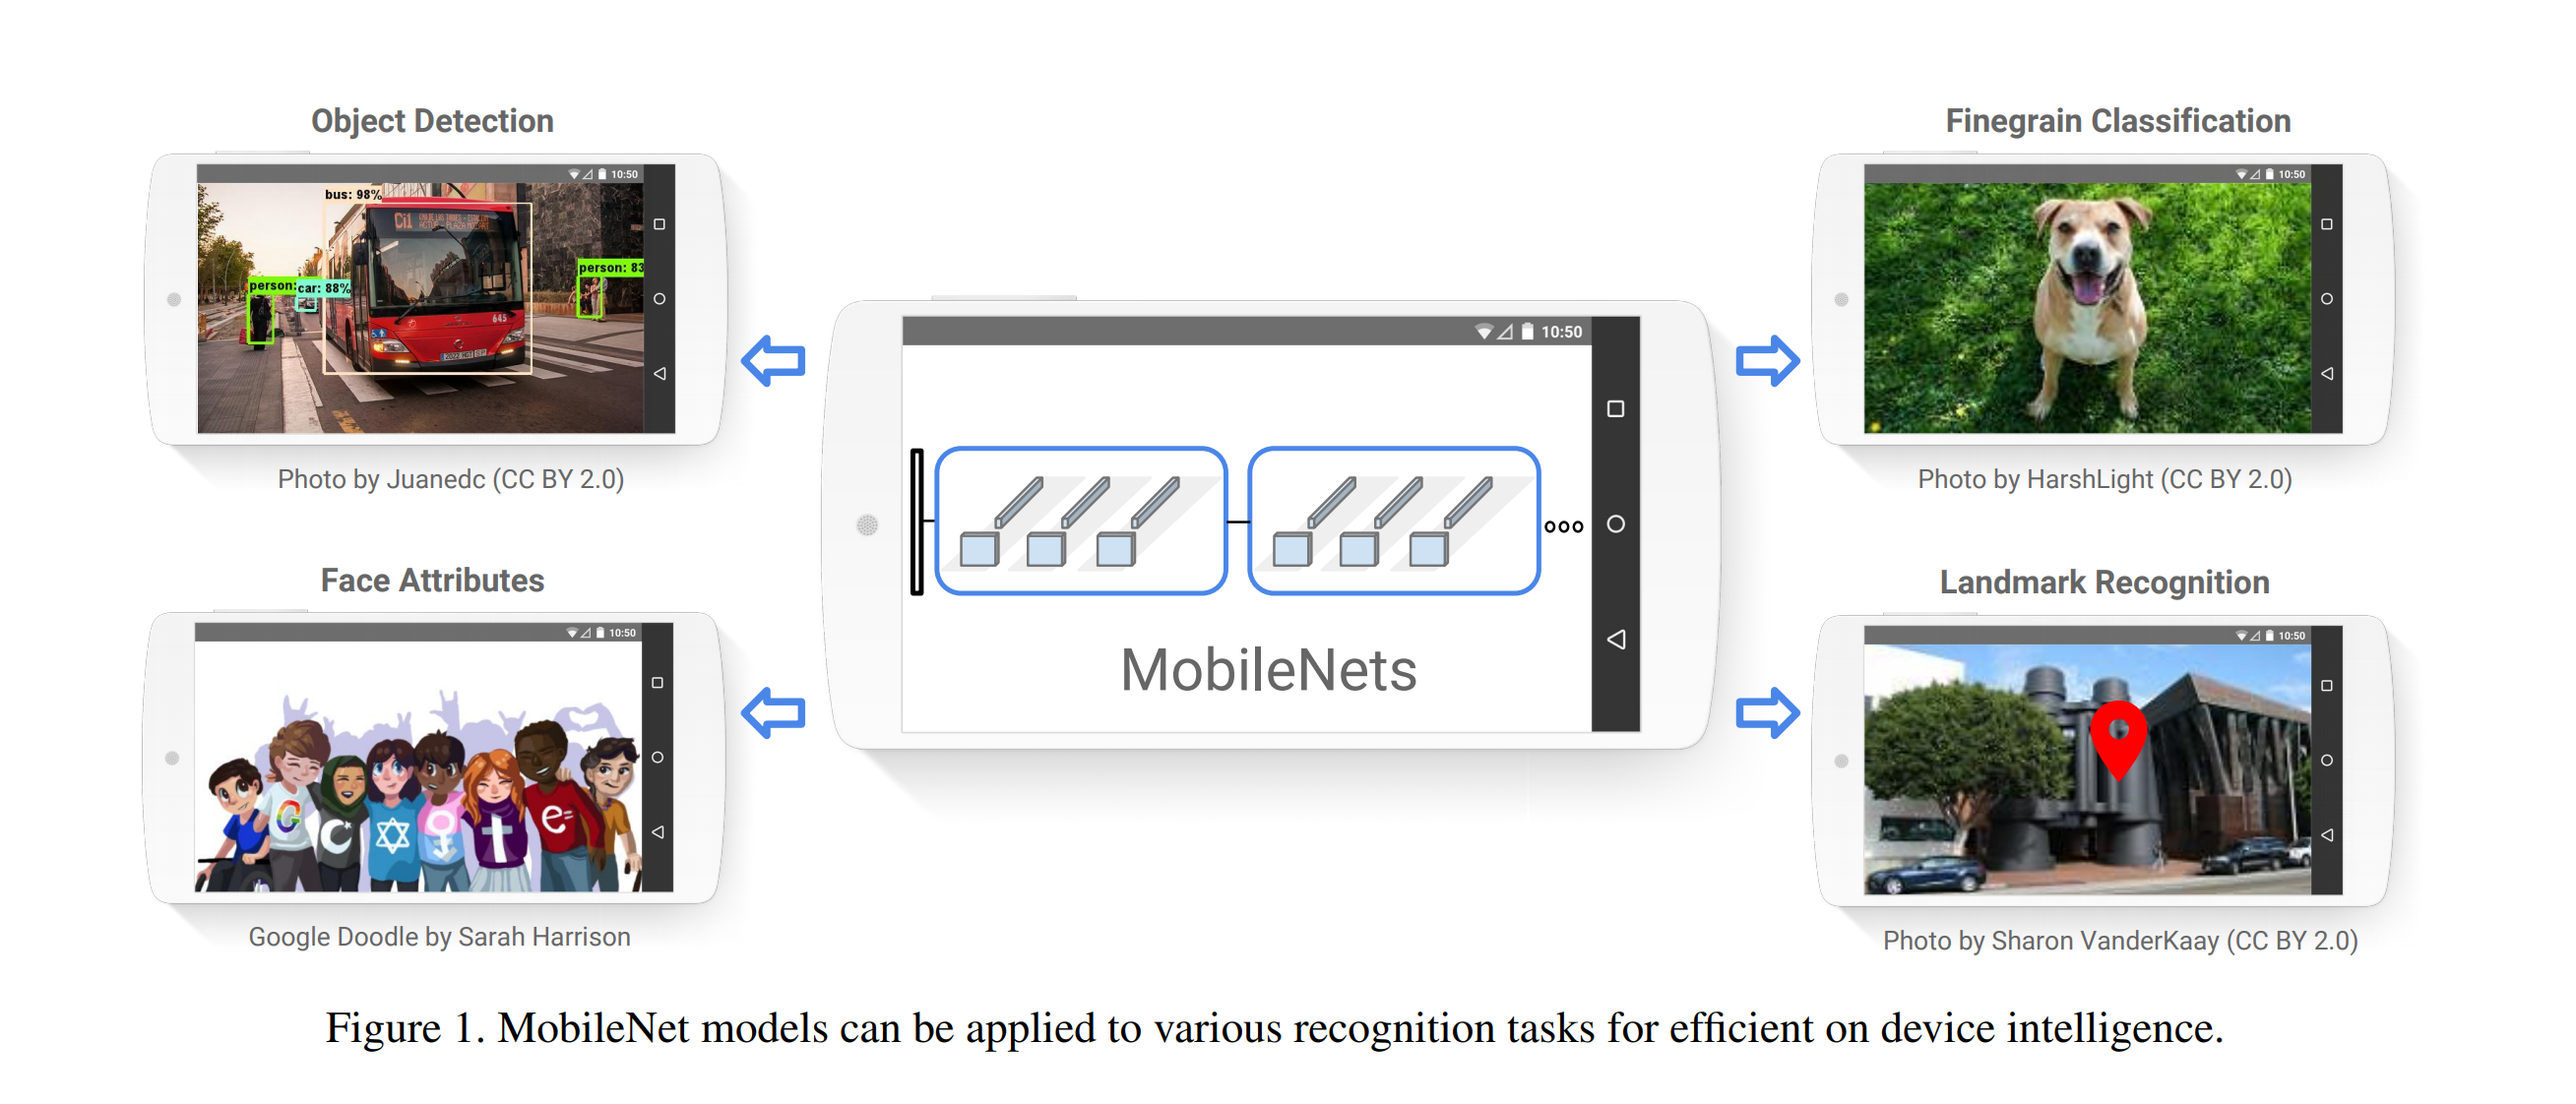 Object Detection
10:50
bus: 98%
Ci1
person: 83
person:
car: 88%
645
Photo by Juanedc (CC BY 2.0)
Face Attributes
10:50
G
t
e=
Google Doodle by Sarah Harrison
10:50
MobileNets
Finegrain Classification
10:50
Photo by HarshLight (CC BY 2.0)
Landmark Recognition
10:50
Photo by Sharon VanderKaay (CC BY 2.0)
Figure 1. MobileNet models can be applied to various recognition tasks for efficient on device intelligence.